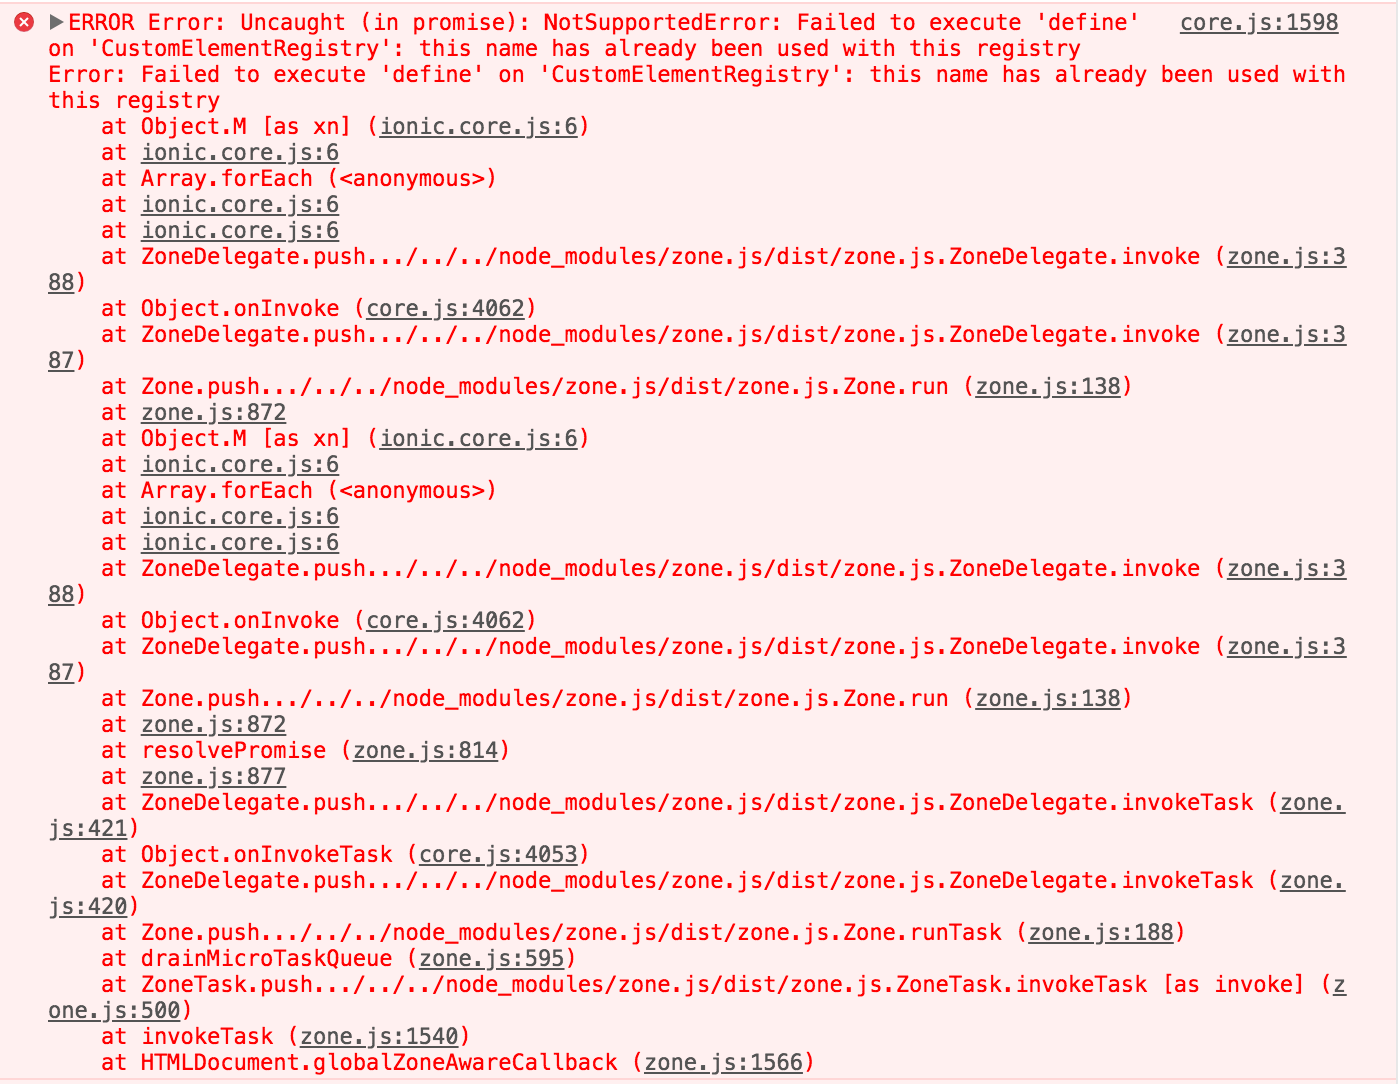 ▶ERROR Error: Uncaught (in promise): NotSupportedError: Failed to execute 'define' core.js:1598
on 'CustomElementRegistry': this name has already been used with this registry
Error: Failed to execute 'define' on 'CustomElementRegistry': this name has already been used with
this registry
at Object.M [as xn] (ionic.core.js:6)
at ionic.core.js:6
at Array.forEach (<anonymous>)
at ionic.core.js:6
at ionic.core.js:6
at ZoneDelegate.push.../../../node_modules/zone.js/dist/zone.js.ZoneDelegate.invoke (zone.js:3
88)
at Object.onInvoke (core.js:4062)
at ZoneDelegate.push.../../../node_modules/zone.js/dist/zone.js.ZoneDelegate.invoke (zone.js:3
87)
at Zone.push.../../../node_modules/zone.js/dist/zone.js.Zone.run (zone.js:138)
at zone.js:872
at Object.M [as xn] (ionic.core.js:6)
at ionic.core.js:6
at Array.forEach (<anonymous>)
at ionic.core.js:6
at ionic.core.js:6
at ZoneDelegate.push.../../../node_modules/zone.js/dist/zone.js.ZoneDelegate.invoke (zone.js:3
88)
at Object.onInvoke (core.js:4062)
at ZoneDelegate.push.../../../node_modules/zone.js/dist/zone.js.ZoneDelegate.invoke (zone.js:3
87)
at Zone.push.../../../node_modules/zone.js/dist/zone.js.Zone.run (zone.js:138)
at zone.js:872
at resolvePromise (zone.js:814)
at zone.js:877
at ZoneDelegate.push.../../../node_modules/zone.js/dist/zone.js.ZoneDelegate.invokeTask (zone.
js:421)
at Object.onInvokeTask (core.js:4053)
at ZoneDelegate.push.../../../node_modules/zone.js/dist/zone.js.ZoneDelegate.invokeTask (zone.
js:420)
at Zone.push.../../../node_modules/zone.js/dist/zone.js.Zone.runTask (zone.js:188)
at drainMicroTaskQueue (zone.js:595)
at ZoneTask.push.../../../node_modules/zone.js/dist/zone.js.ZoneTask.invokeTask [as invoke] (z
one.js:500)
at invokeTask (zone.js:1540)
at HTMLDocument.globalZoneAwareCallback (zone.js:1566)